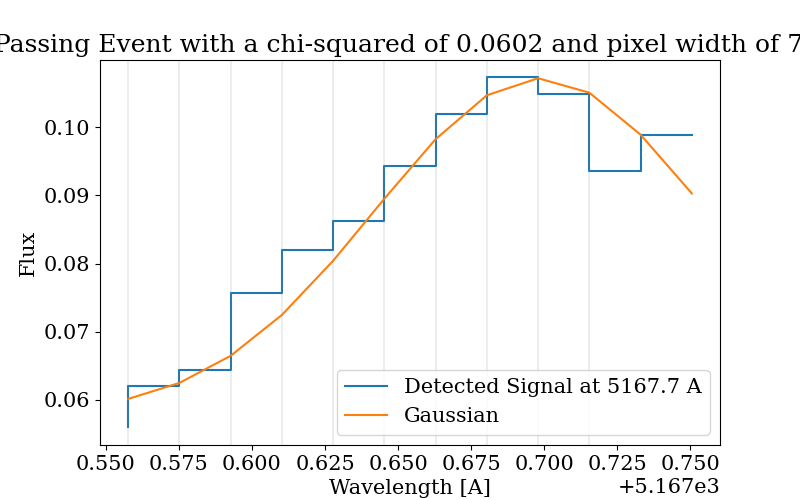 Passing Event with a chi-squared of 0.0602 and pixel width of 7
0.10
0.09
0.08
0.07
0.06
Flux
Detected Signal at 5167.7 A
Gaussian
0.550 0.575 0.600 0.625 0.650 0.675 0.700 0.725 0.750
Wavelength [A]
+5.167e3